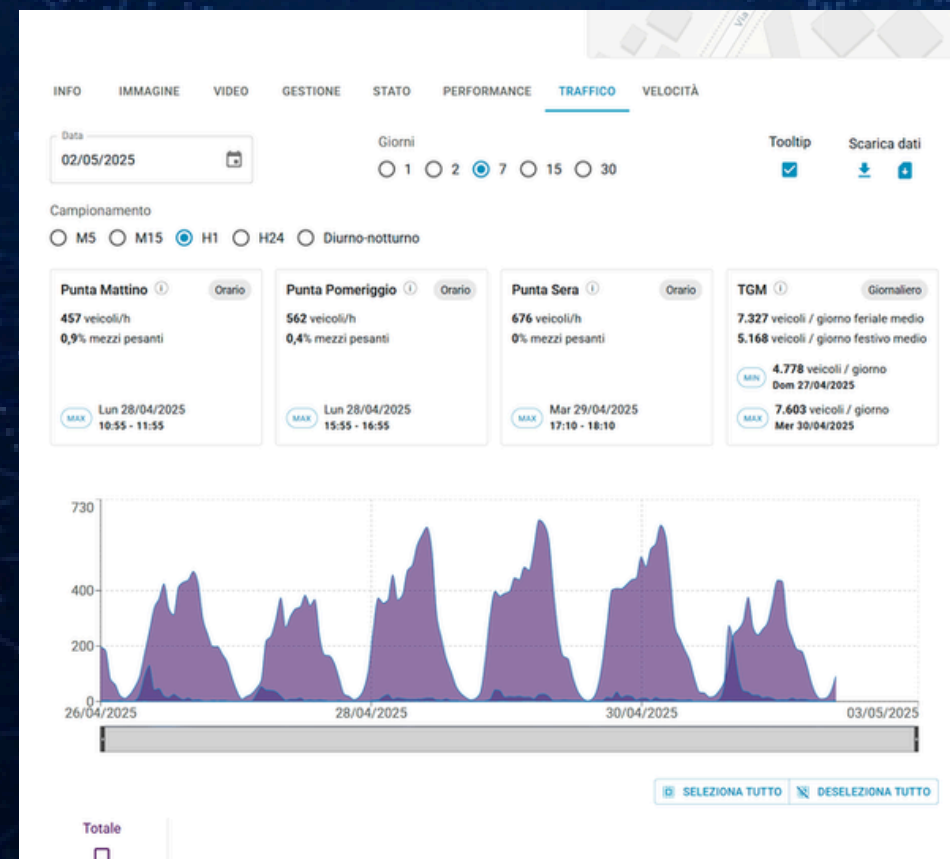 Via
INFO IMMAGINE VIDEO GESTIONE STATO PERFORMANCE TRAFFICO VELOCITÀ
Data
02/05/2025
Giorni
1 2 7 15 30
Tooltip
Scarica dati
Campionamento
M5 M15 H1 H24 Diurno-notturno
Punta Mattino Orario
457 veicoli/h
0,9% mezzi pesanti
MAX Lun 28/04/2025
10:55 - 11:55
Punta Pomeriggio Orario
562 veicoli/h
0,4% mezzi pesanti
MAX Lun 28/04/2025
15:55 - 16:55
Punta Sera Orario
676 veicoli/h
0% mezzi pesanti
MAX Mar 29/04/2025
17:10 - 18:10
TGM Giornaliero
7.327 veicoli / giorno feriale medio
5.168 veicoli / giorno festivo medio
MIN 4.778 veicoli / giorno
Dom 27/04/2025
MAX 7.603 veicoli / giorno
Mer 30/04/2025
730
400
200
0
26/04/2025 28/04/2025 30/04/2025 03/05/2025
SELEZIONA TUTTO DESELEZIONA TUTTO
Totale